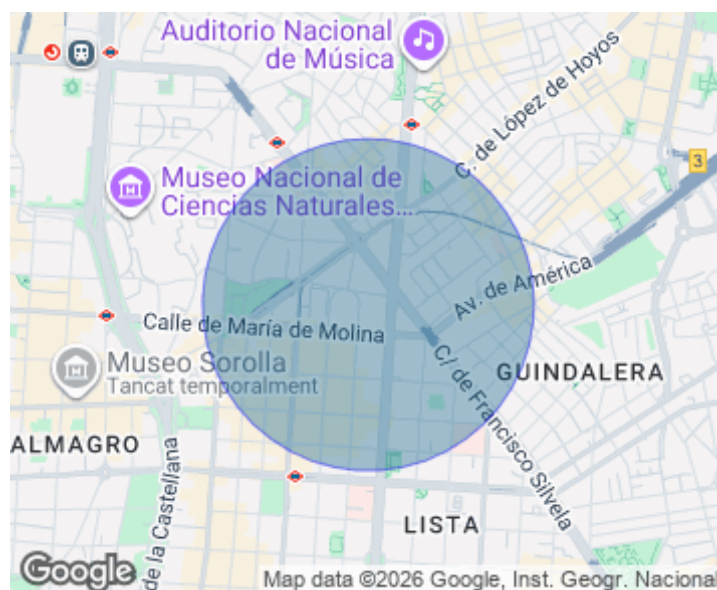 Auditorio Nacional
de Música
C. de López de Hoyos
3
Museo Nacional de
Ciencias Naturales....
Av. de América
Calle de María de Molina
Museo Sorolla
Tancat temporalment
C/ de Francisco Silvela
GUINDALERA
ALMAGRO
de la Castellana
LISTA
Google
Map data ©2026 Google, Inst. Geogr. Nacional